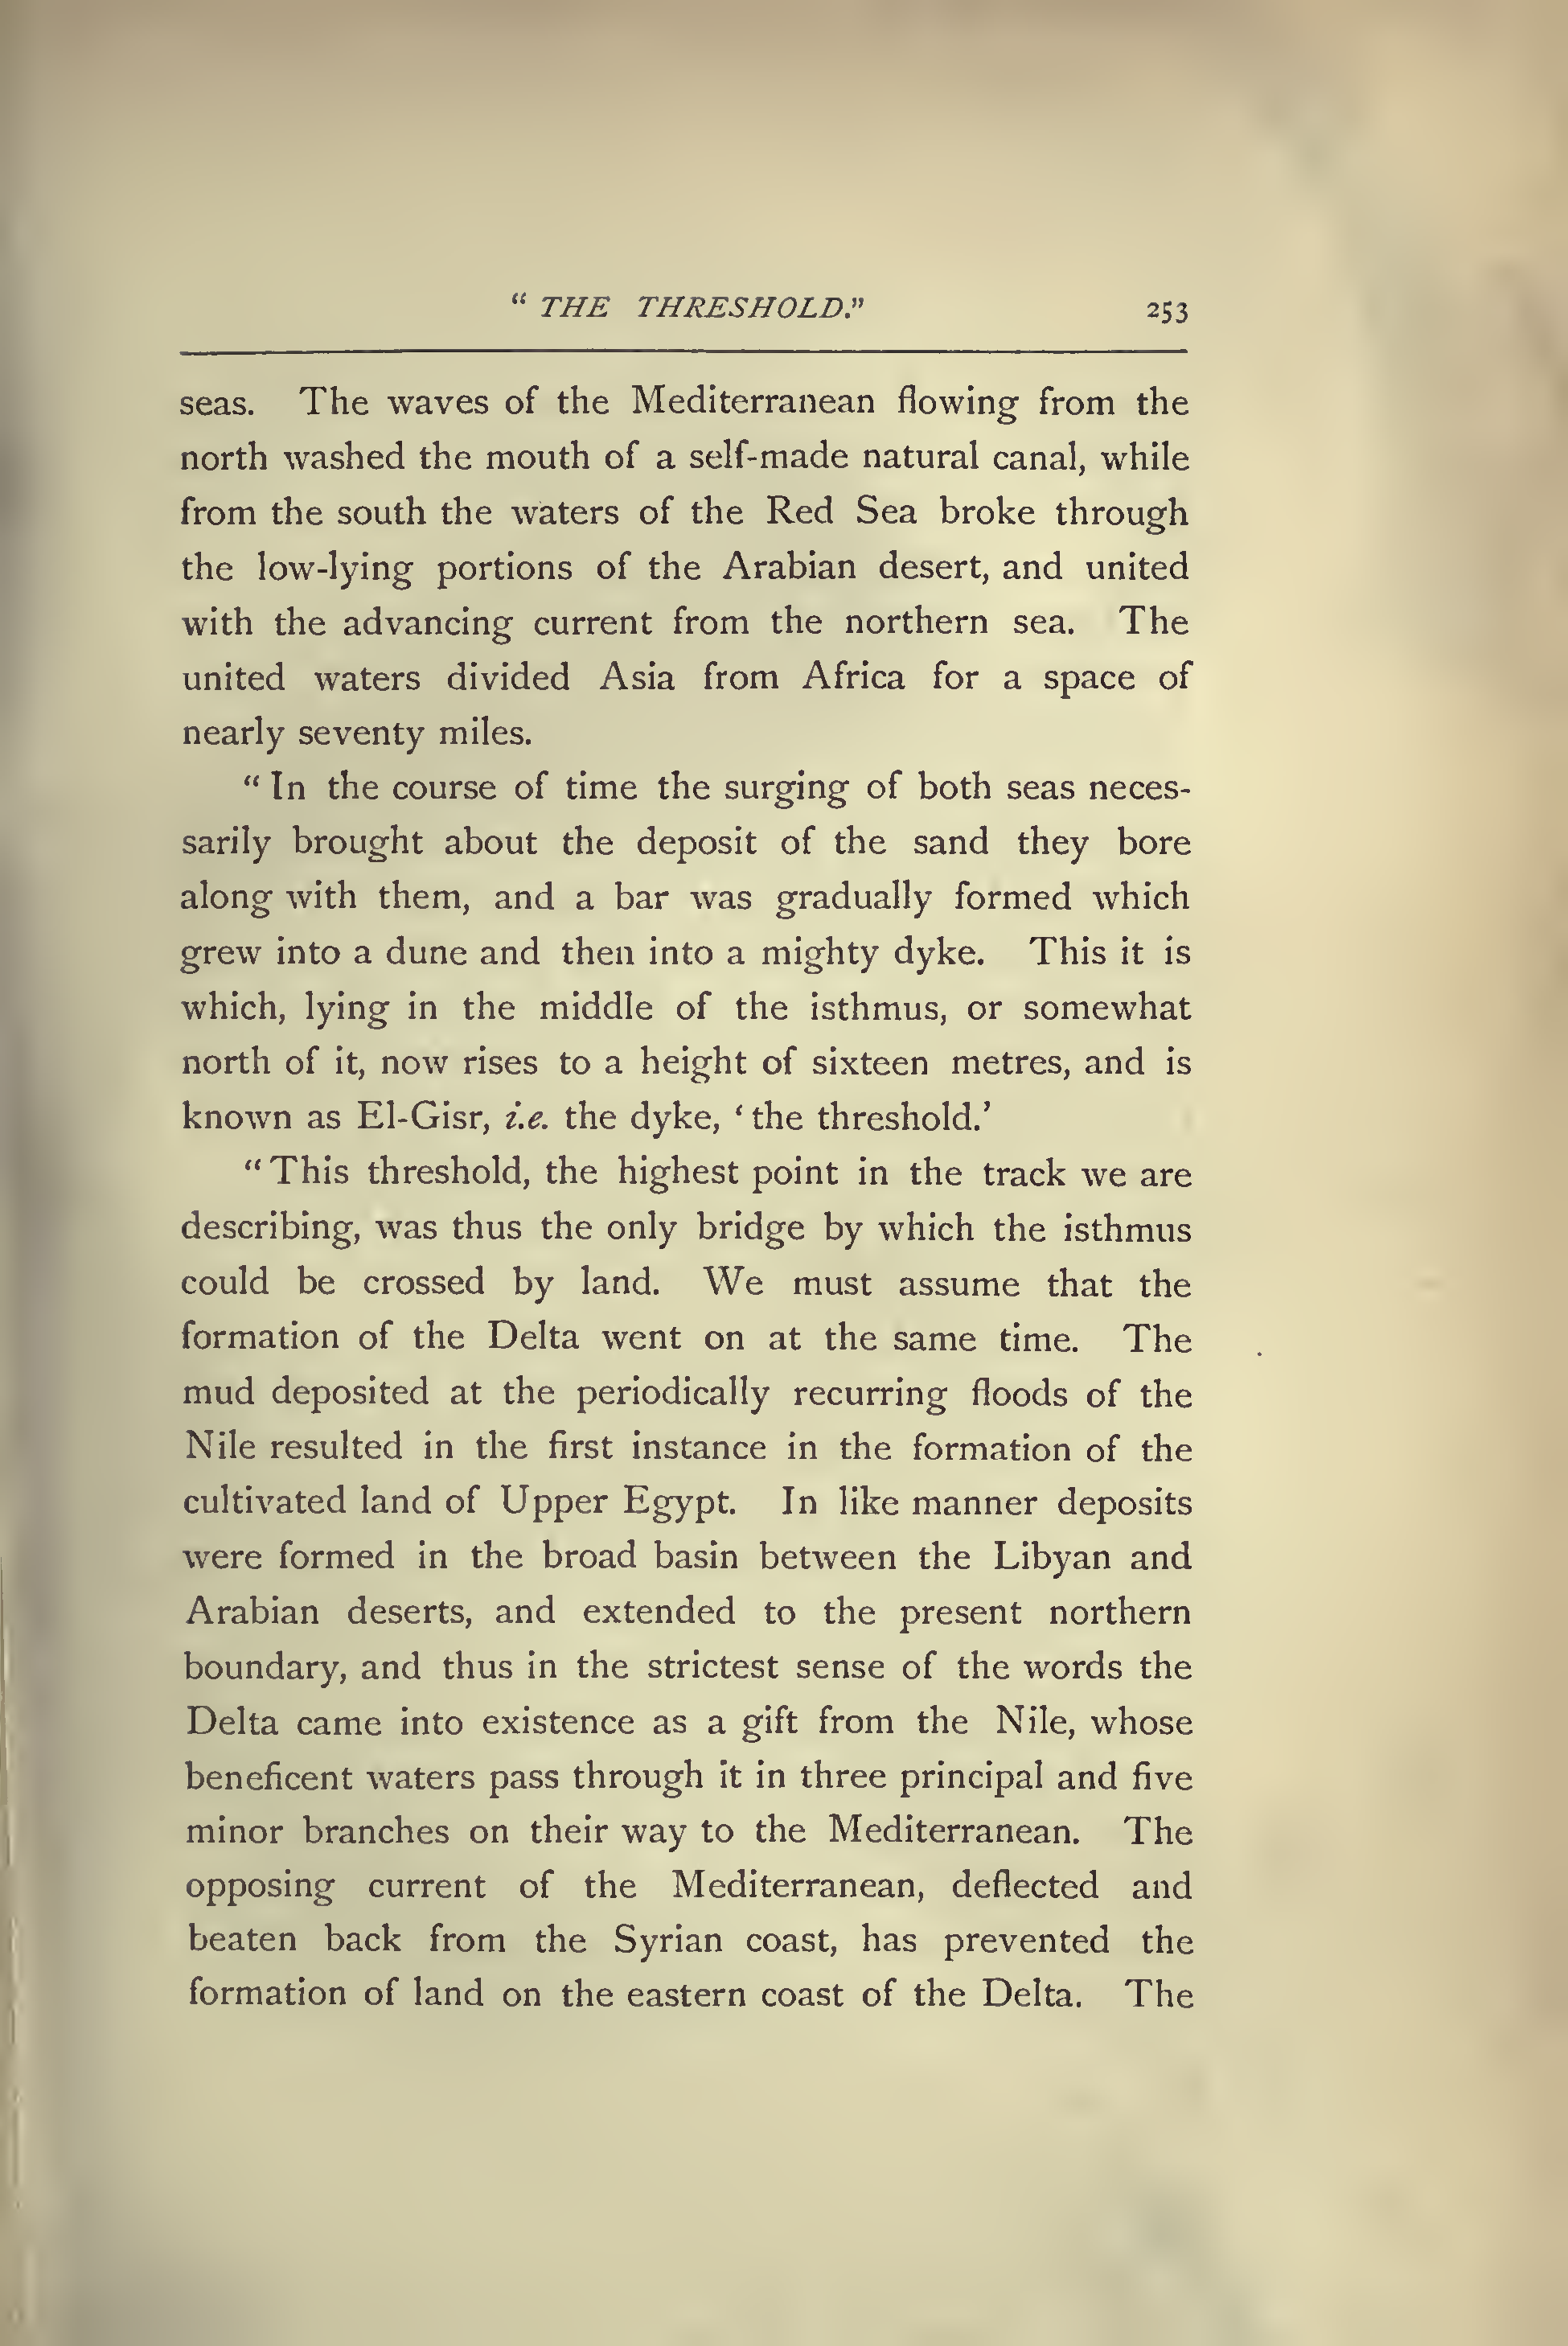 “ THE THRESHOLD.” 253
seas. The waves of the Mediterranean flowing from the
north washed the mouth of a self-made natural canal, while
from the south the waters of the Red Sea broke through
the low-lying portions of the Arabian desert, and united
with the advancing current from the northern sea. The
united waters divided Asia from Africa for a space of
nearly seventy miles.
“ In the course of time the surging of both seas neces-
sarily brought about the deposit of the sand they bore
along with them, and a bar was gradually formed which
grew into a dune and then into a mighty dyke. This it is
which, lying in the middle of the isthmus, or somewhat
north of it, now rises to a height of sixteen metres, and is
known as El-Gisr, i.e. the dyke, ‘ the threshold.’
“ This threshold, the highest point in the track we are
describing, was thus the only bridge by which the isthmus
could be crossed by land. We must assume that the
formation of the Delta went on at the same time. The
mud deposited at the periodically recurring floods of the
Nile resulted in the first instance in the formation of the
cultivated land of Upper Egypt. In like manner deposits
were formed in the broad basin between the Libyan and
Arabian deserts, and extended to the present northern
boundary, and thus in the strictest sense of the words the
Delta came into existence as a gift from the Nile, whose
beneficent waters pass through it in three principal and five
minor branches on their way to the Mediterranean. The
opposing current of the Mediterranean, deflected and
beaten back from the Syrian coast, has prevented the
formation of land on the eastern coast of the Delta. The